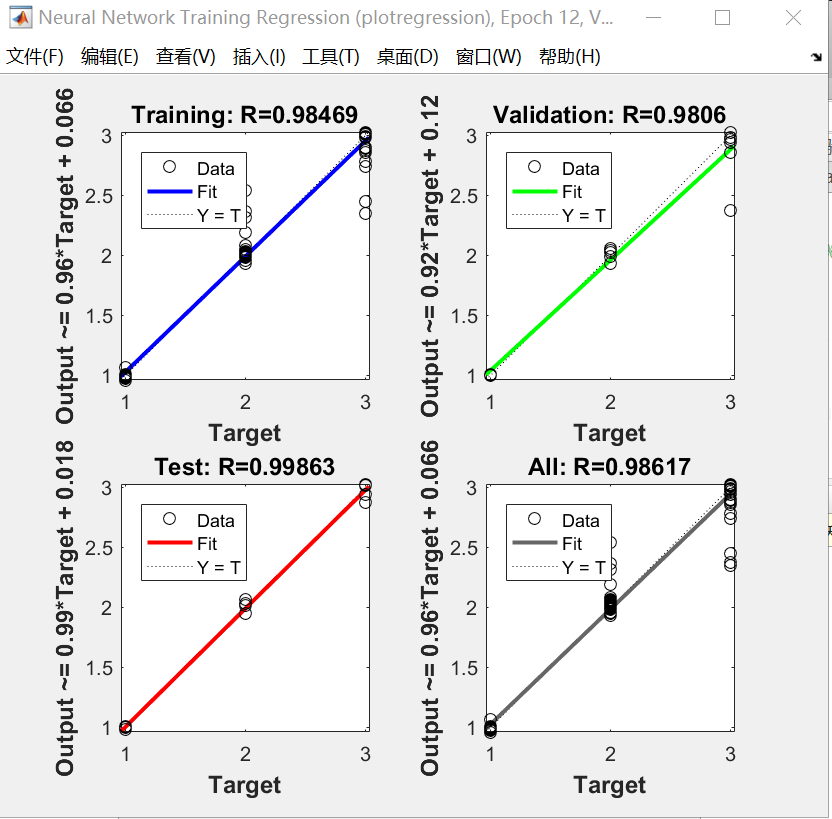 Neural Network Training Regression (plotregression), Epoch 12, V...
文件(F) 编辑(E) 查看(V) 插入(I) 工具(T) 桌面(D) 窗口(W) 帮助(H)
Training: R=0.98469
Output ~= 0.96*Target + 0.066
3
2.5
2
1.5
1
Data
Fit
Y = T
1 2 3
Target
Validation: R=0.9806
Output ~= 0.92*Target + 0.12
3
2.5
2
1.5
1
Data
Fit
Y = T
1 2 3
Target
Test: R=0.99863
Output ~= 0.99*Target + 0.018
3
2.5
2
1.5
1
Data
Fit
Y = T
1 2 3
Target
All: R=0.98617
Output ~= 0.96*Target + 0.066
3
2.5
2
1.5
1
Data
Fit
Y = T
1 2 3
Target